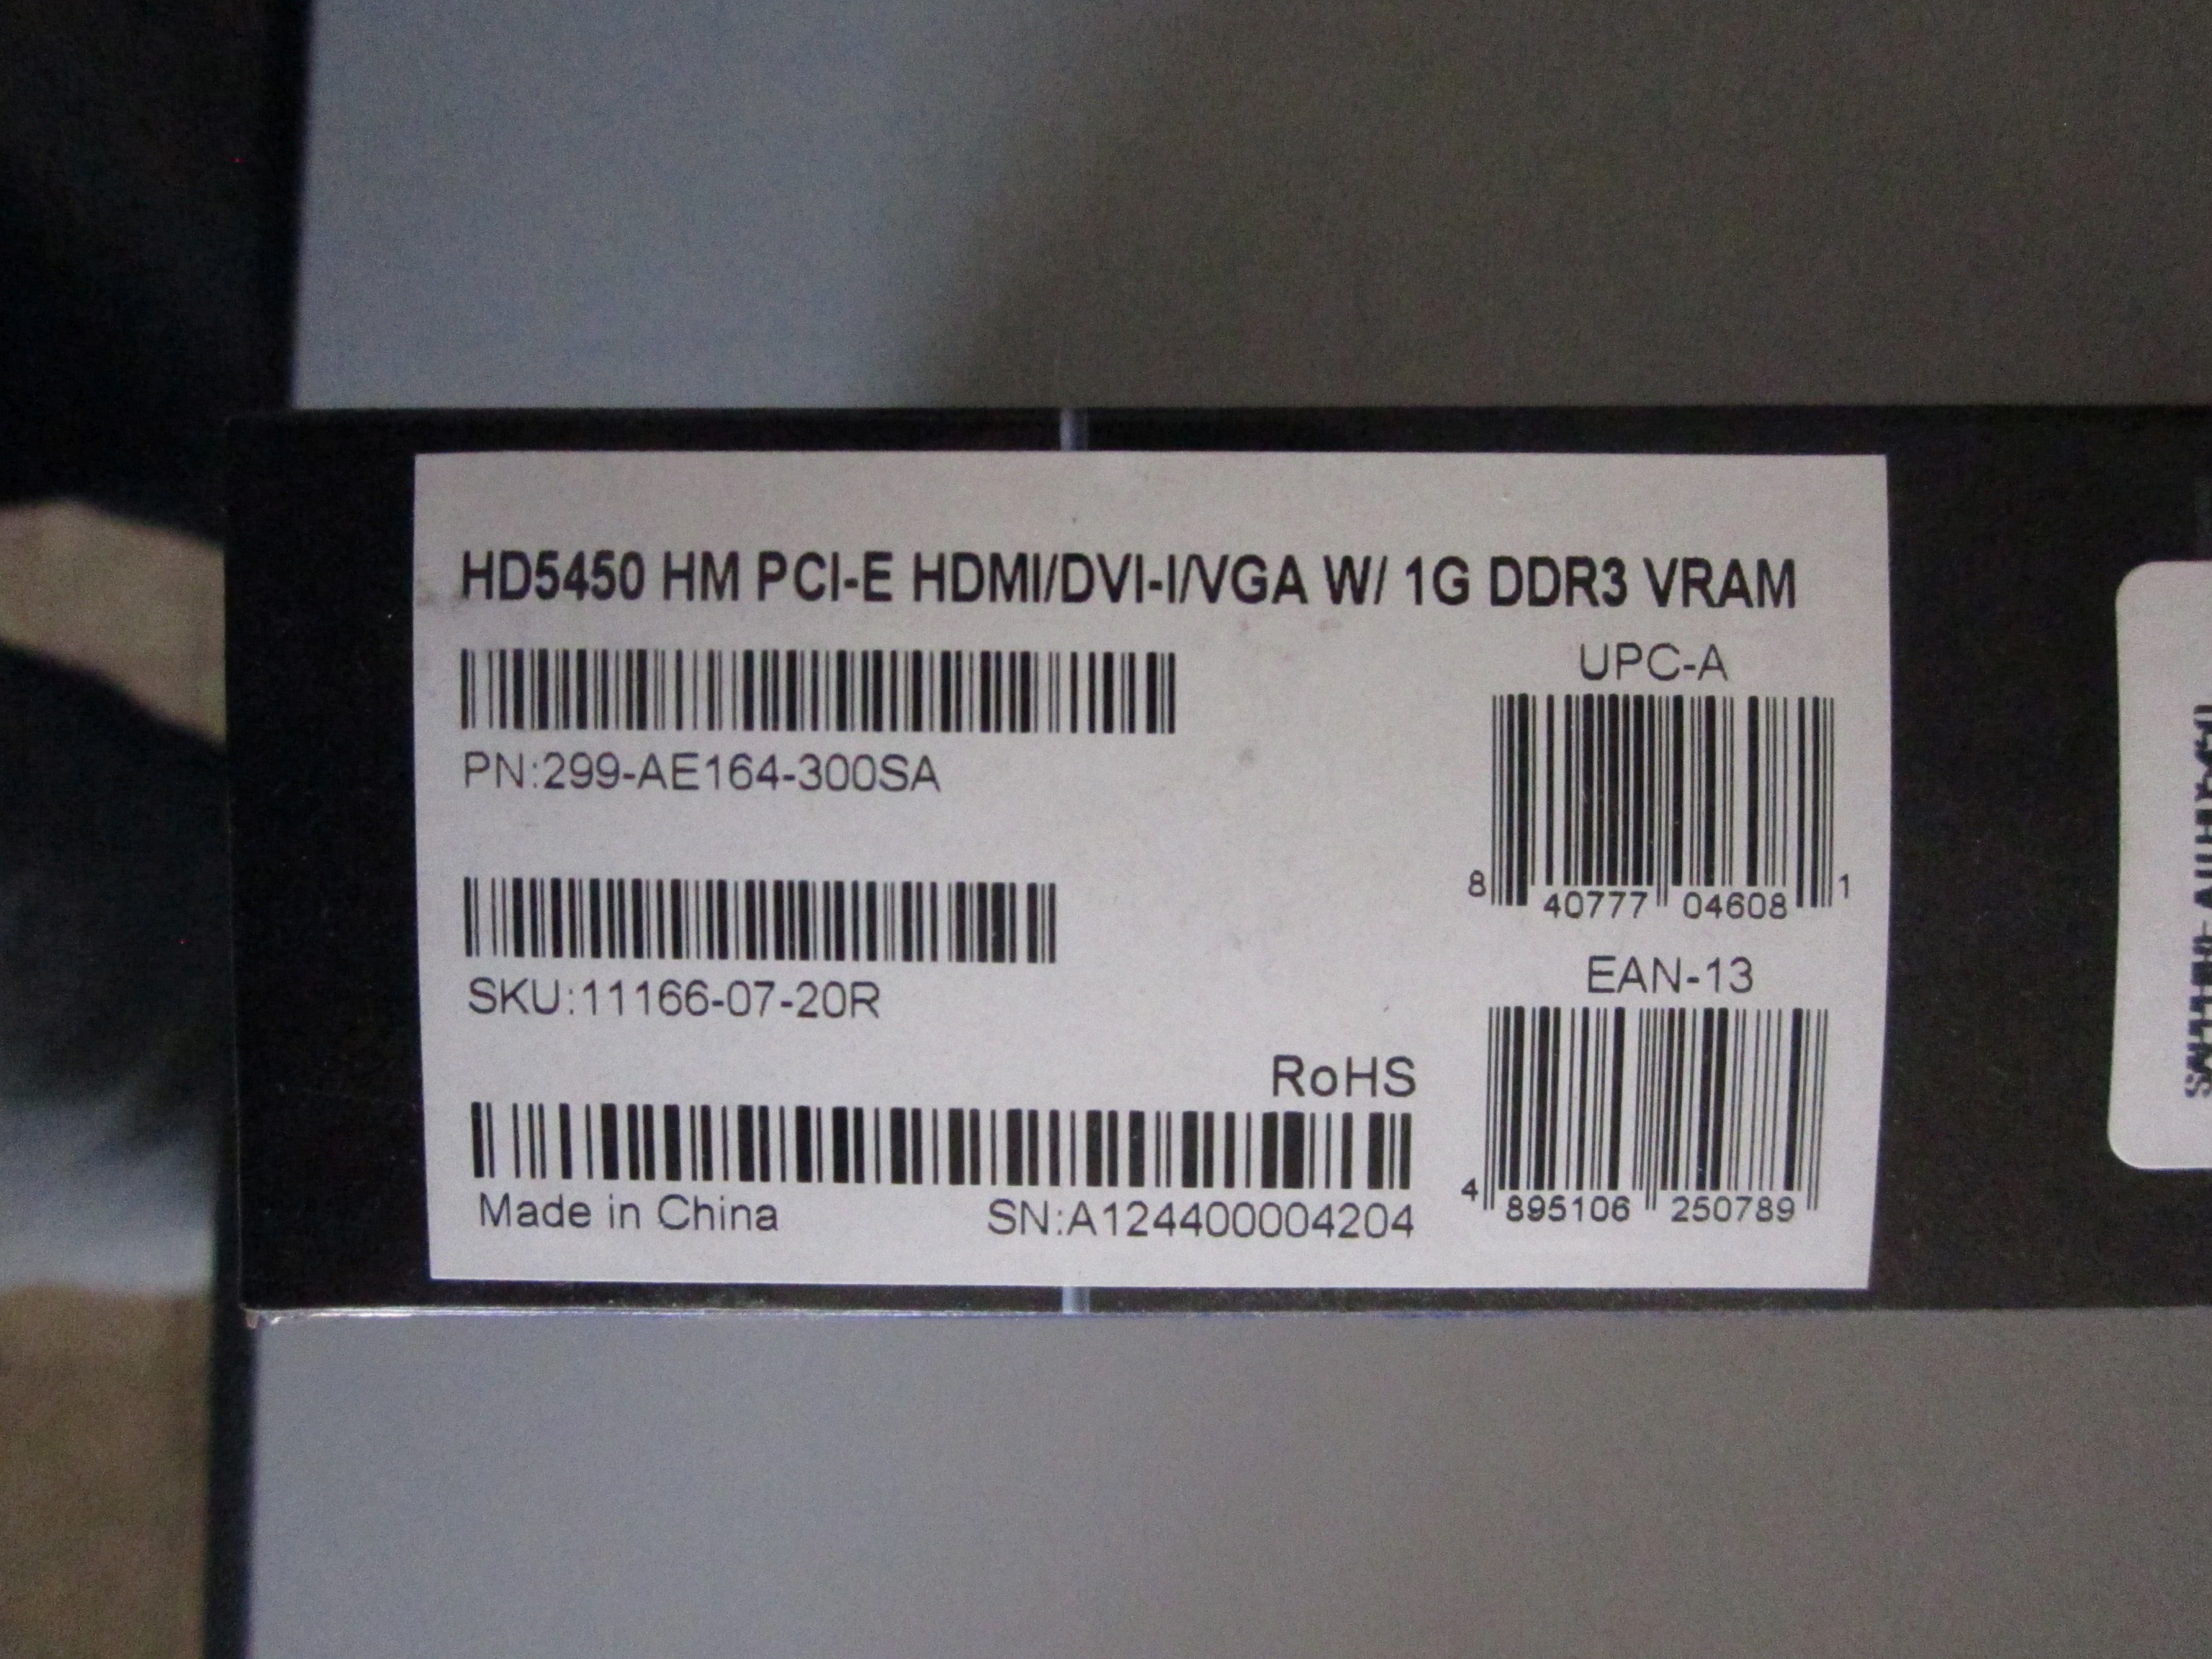 HD5450 HM PCI-E HDMI/DVI-I/VGA W/ 1G DDR3 VRAM
PN:299-AE164-300SA
SKU:11166-07-20R
RoHS
Made in China
SN:A124400004204
UPC-A
8 40777 04608 1
EAN-13
4 895106 250789